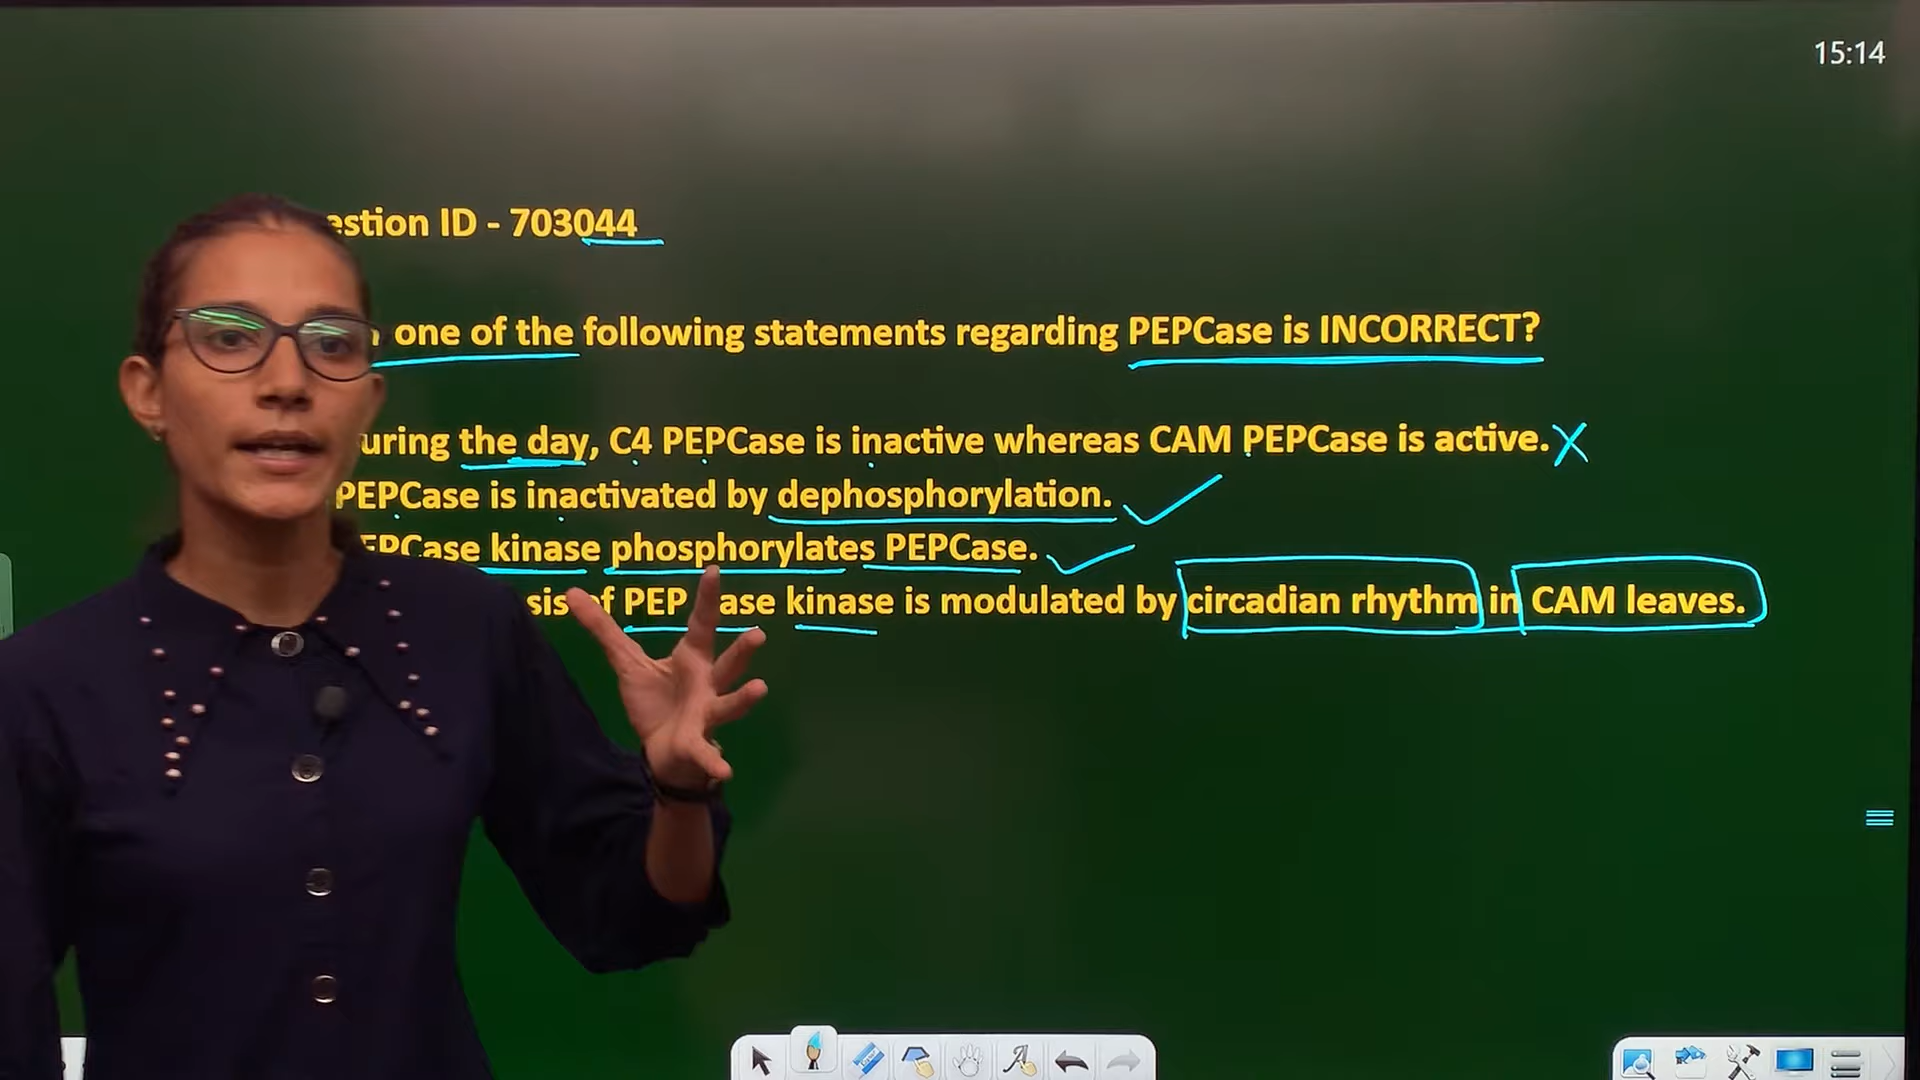 15:14
estion ID - 703044
one of the following statements regarding PEPCase is INCORRECT?
uring the day, C4 PEPCase is inactive whereas CAM PEPCase is active. X
PEPCase is inactivated by dephosphorylation.
PEPCase kinase phosphorylates PEPCase.
sis of PEP ase kinase is modulated by circadian rhythm in CAM leaves.